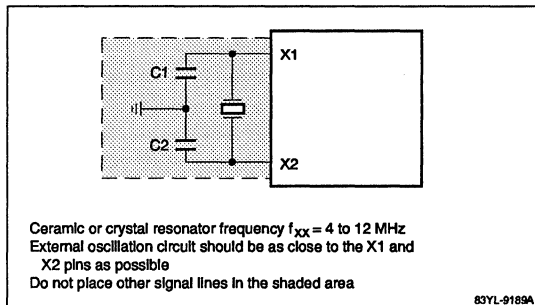 X1
C1
C2
X2
Ceramic or crystal resonator frequency fxx = 4 to 12 MHz
External oscillation circuit should be as close to the X1 and
X2 pins as possible
Do not place other signal lines in the shaded area
83YL-9189A